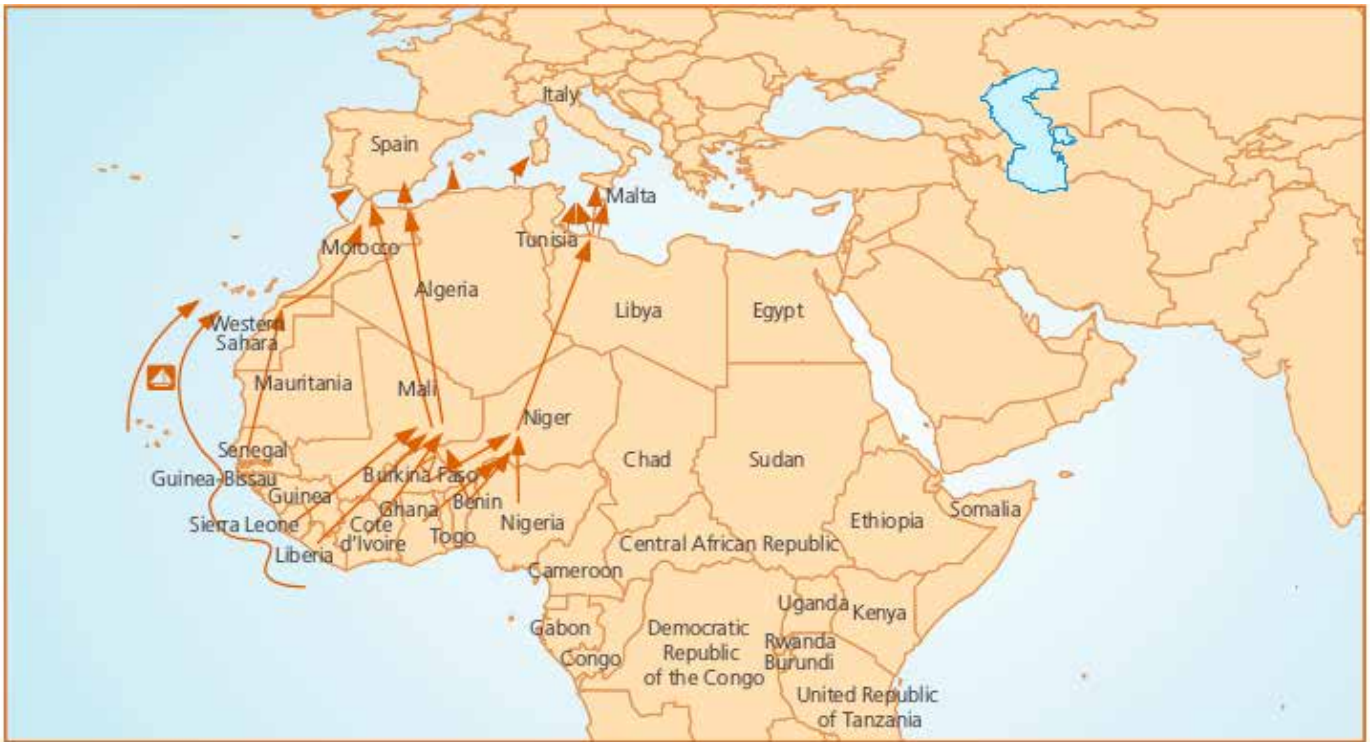 Italy
Spain
Malta
Tunisia
Morocco
Algeria
Libya
Egypt
Western
Sahara
Mauritania
Mali
Niger
Senegal
Chad
Sudan
Guinea-Bissau
Burkina Faso
Guinea
Benin
Ghana
Sierra Leone
Cote
d'Ivoire
Togo
Nigeria
Ethiopia
Somalia
Liberia
Central African Republic
Cameroon
Uganda
Kenya
Gabon
Democratic
Republic
of the Congo
Rwanda
Burundi
Congo
United Republic
of Tanzania